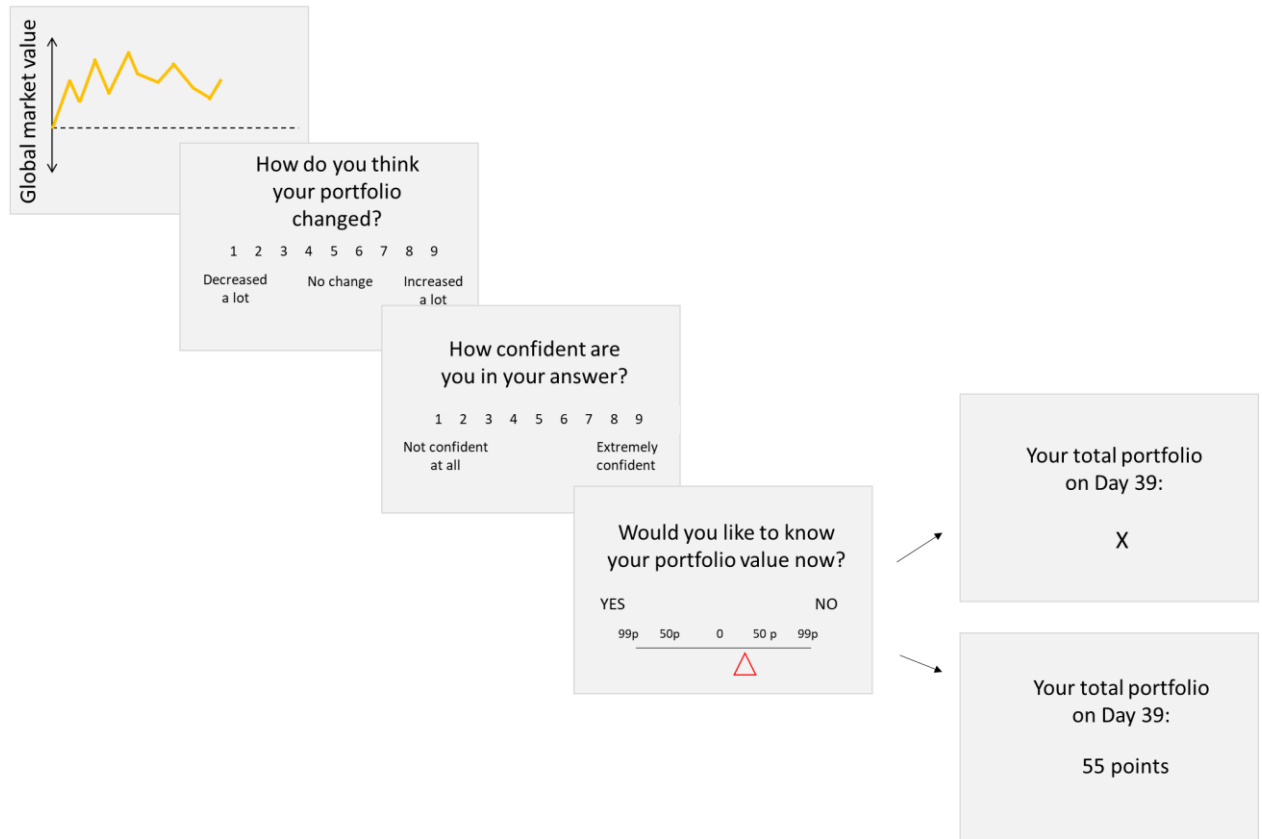 Global market value
How do you think
your portfolio
changed?
1 2 3 4 5 6 7 8 9
Decreased
a lot
No change
Increased
a lot
How confident are
you in your answer?
1 2 3 4 5 6 7 8 9
Not confident
at all
Extremely
confident
Would you like to know
your portfolio value now?
YES NO
99p 50p 0 50 p 99p
Your total portfolio
on Day 39:
X
Your total portfolio
on Day 39:
55 points